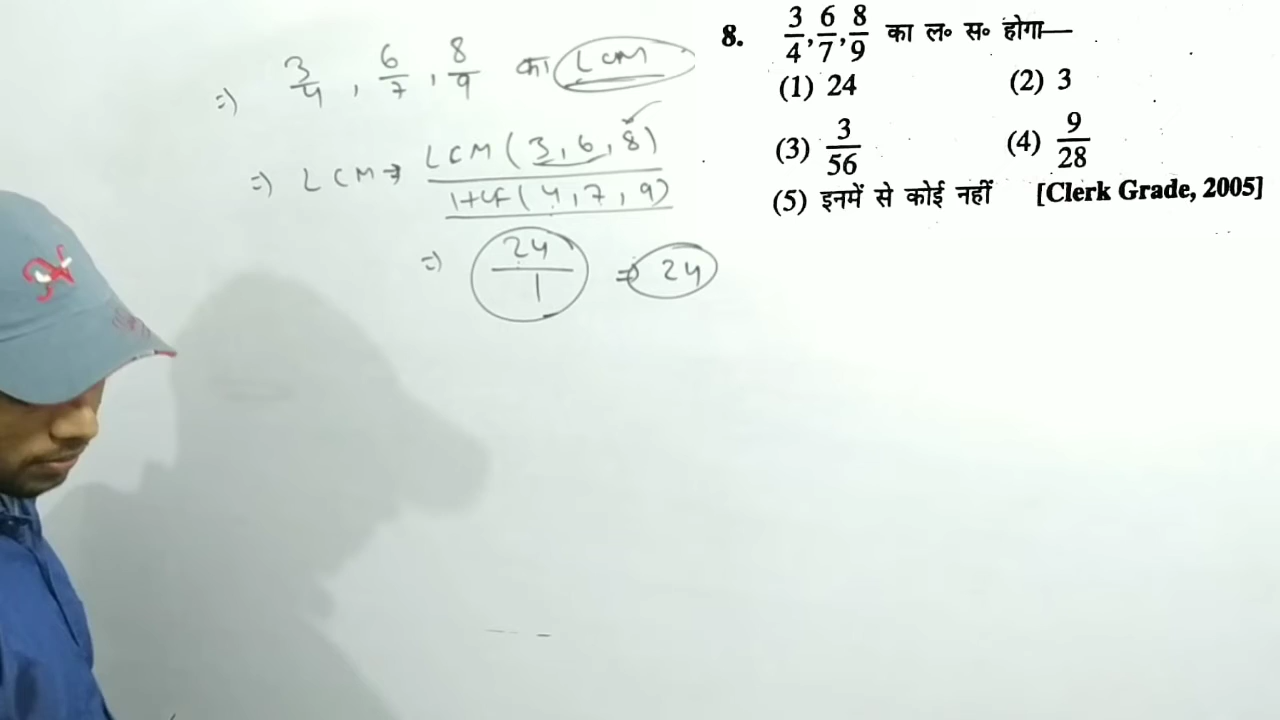 8. 3/4, 6/7, 8/9 का ल॰ स॰ होगा—
(1) 24 (2) 3
(3) 3/56 (4) 9/28
(5) इनमें से कोई नहीं [Clerk Grade, 2005]
=) 3/4, 6/7, 8/9 का LCM
=) LCM => LCM(3, 6, 8) / HCF(4, 7, 9)
=) 24/1 => 24